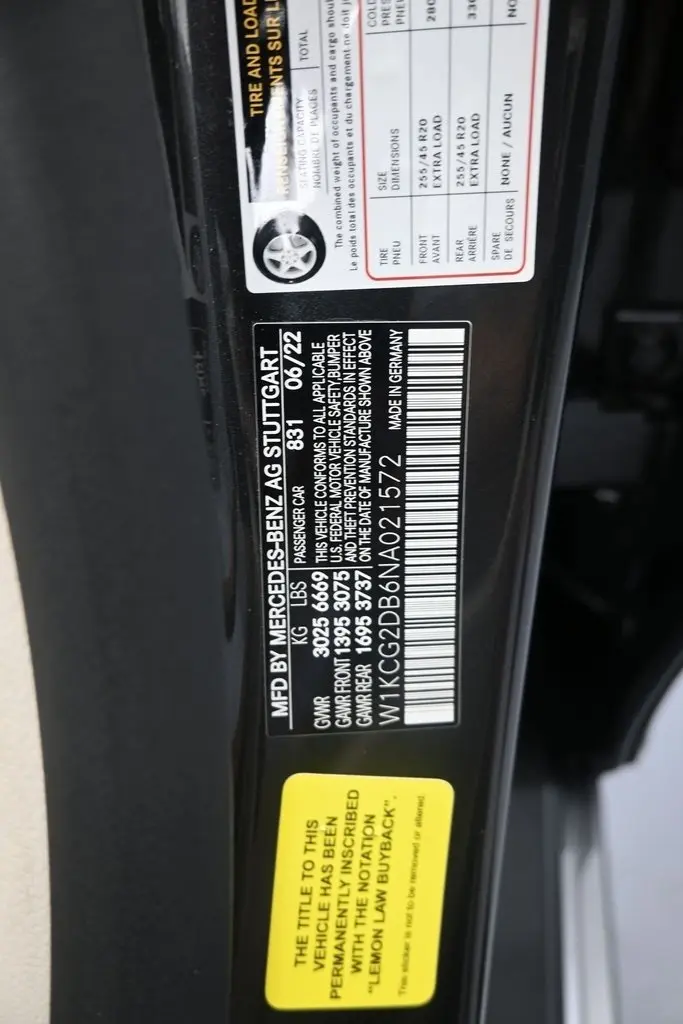 TIRE AND LOAD
RENSEIGNEMENTS SUR L
SEATING CAPACITY
NOMBRE DE PLACES
TOTAL
The combined weight of occupants and cargo shou
Le poids total des occupants et du chargement ne doit j
TIRE
PNEU
SIZE
DIMENSIONS
COLD
PRES
PNEU
FRONT
AVANT
255/45 R20
EXTRA LOAD
280
REAR
ARRIÈRE
255/45 R20
EXTRA LOAD
330
SPARE
DE SECOURS
NONE / AUCUN
NO
MFD BY MERCEDES-BENZ AG STUTTGART
KG LBS PASSENGER CAR 831 06/22
GVWR 3025 6669
GAWR FRONT 1395 3075
GAWR REAR 1695 3737
THIS VEHICLE CONFORMS TO ALL APPLICABLE
U.S. FEDERAL MOTOR VEHICLE SAFETY,BUMPER
AND THEFT PREVENTION STANDARDS IN EFFECT
ON THE DATE OF MANUFACTURE SHOWN ABOVE
W1KCG2DB6NA021572 MADE IN GERMANY
THE TITLE TO THIS
VEHICLE HAS BEEN
PERMANENTLY INSCRIBED
WITH THE NOTATION
"LEMON LAW BUYBACK".
This sticker is not to be removed or altered